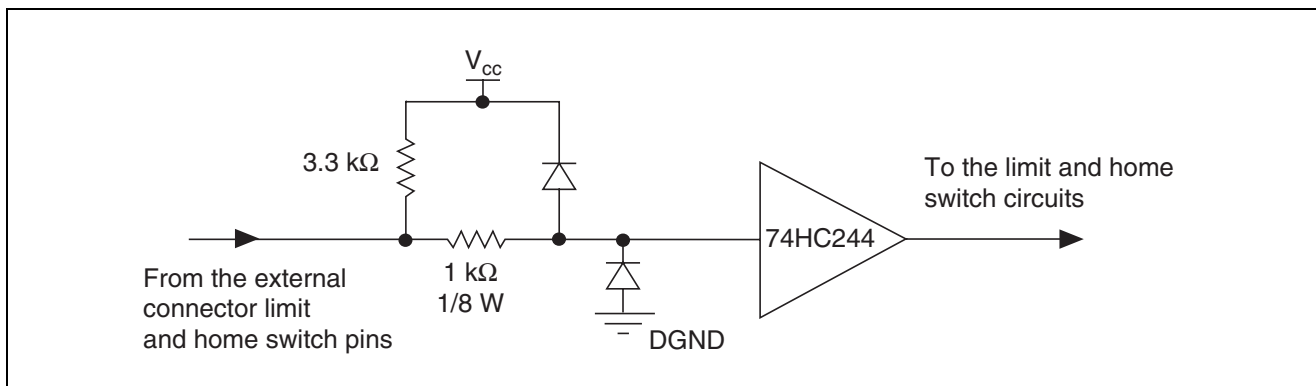 Vcc
3.3 kΩ
To the limit and home
switch circuits
74HC244
From the external
connector limit
and home switch pins
1 kΩ
1/8 W
DGND